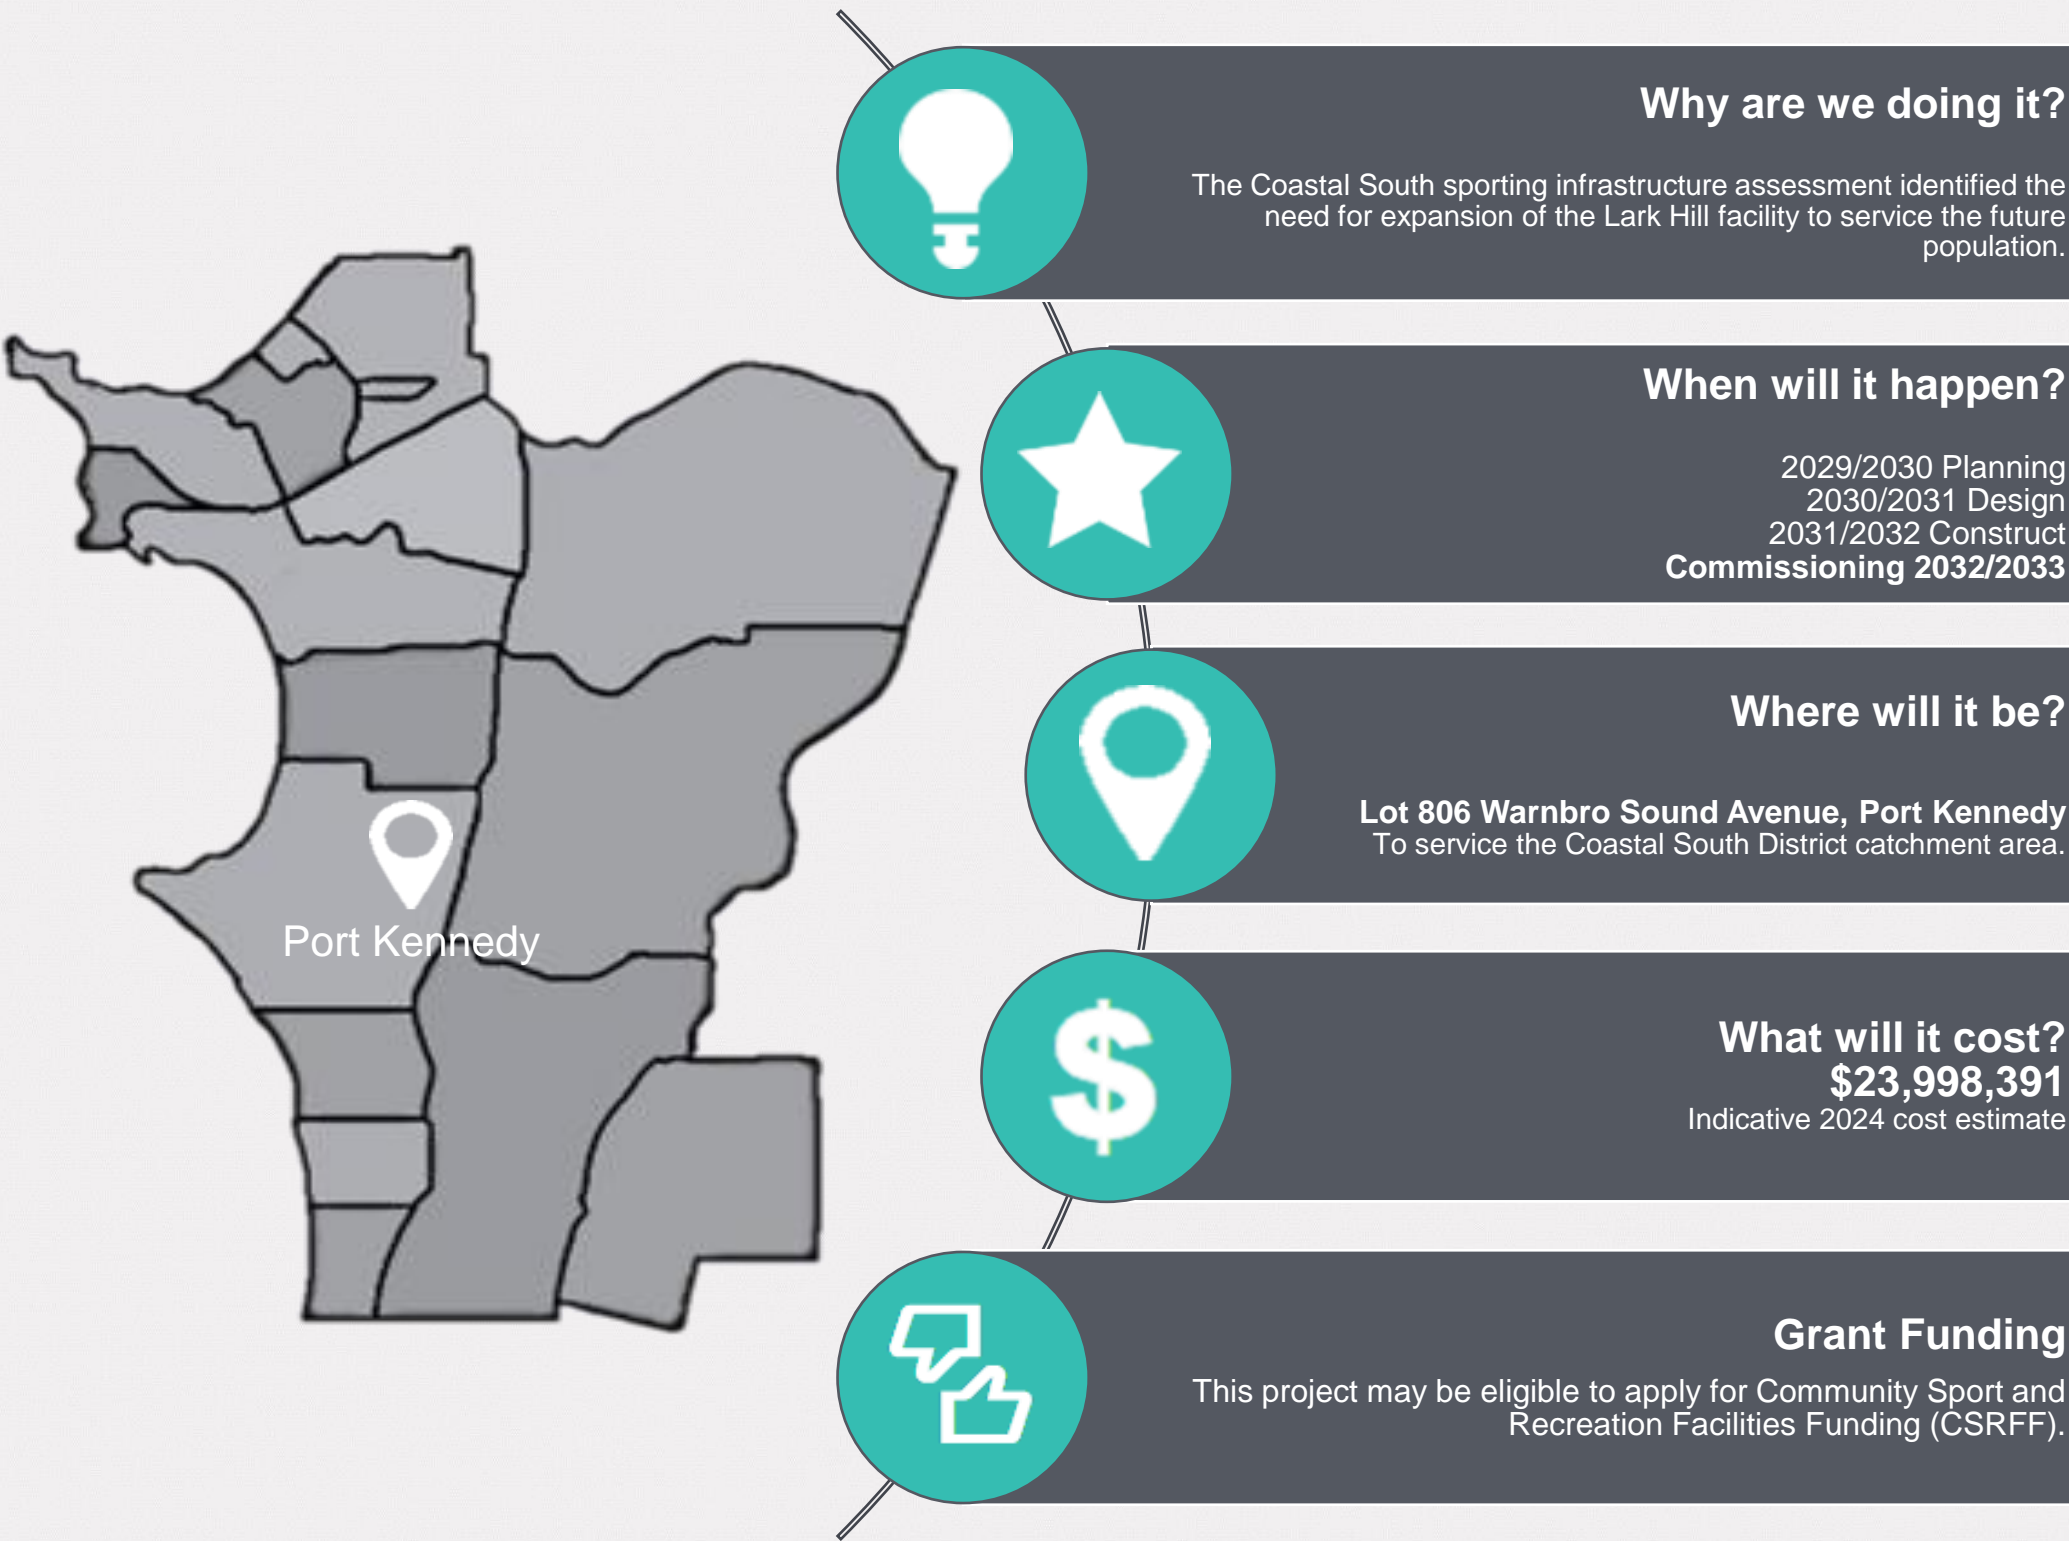 Why are we doing it?
The Coastal South sporting infrastructure assessment identified the
need for expansion of the Lark Hill facility to service the future
population.
When will it happen?
2029/2030 Planning
2030/2031 Design
2031/2032 Construct
Commissioning 2032/2033
Where will it be?
Lot 806 Warnbro Sound Avenue, Port Kennedy
To service the Coastal South District catchment area.
Port Kennedy
What will it cost?
$23,998,391
Indicative 2024 cost estimate
Grant Funding
This project may be eligible to apply for Community Sport and
Recreation Facilities Funding (CSRFF).